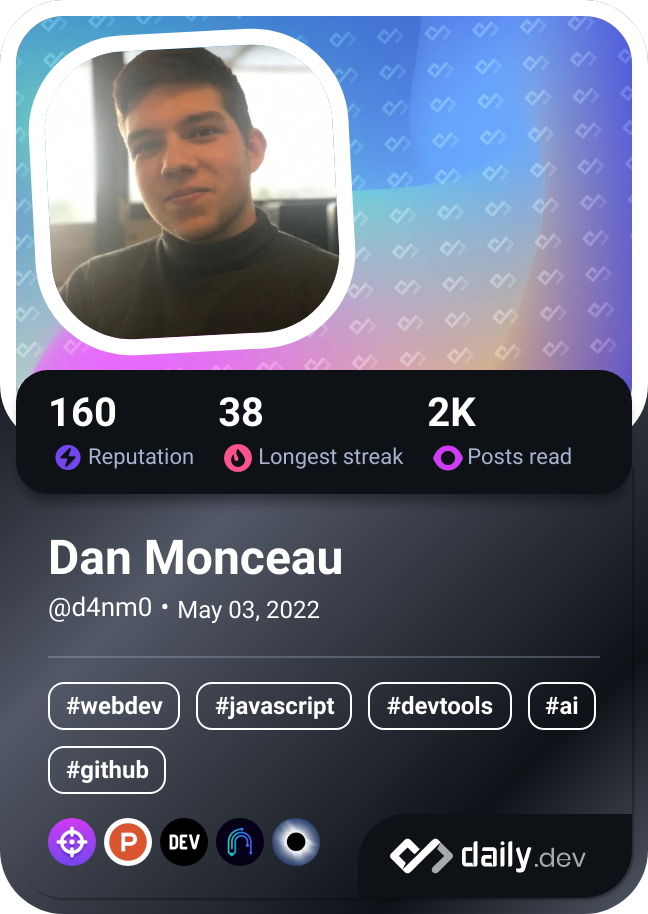 160 38 2K
Reputation Longest streak Posts read
Dan Monceau
@d4nm0 • May 03, 2022
#webdev #javascript #devtools #ai
#github
P DEV daily.dev